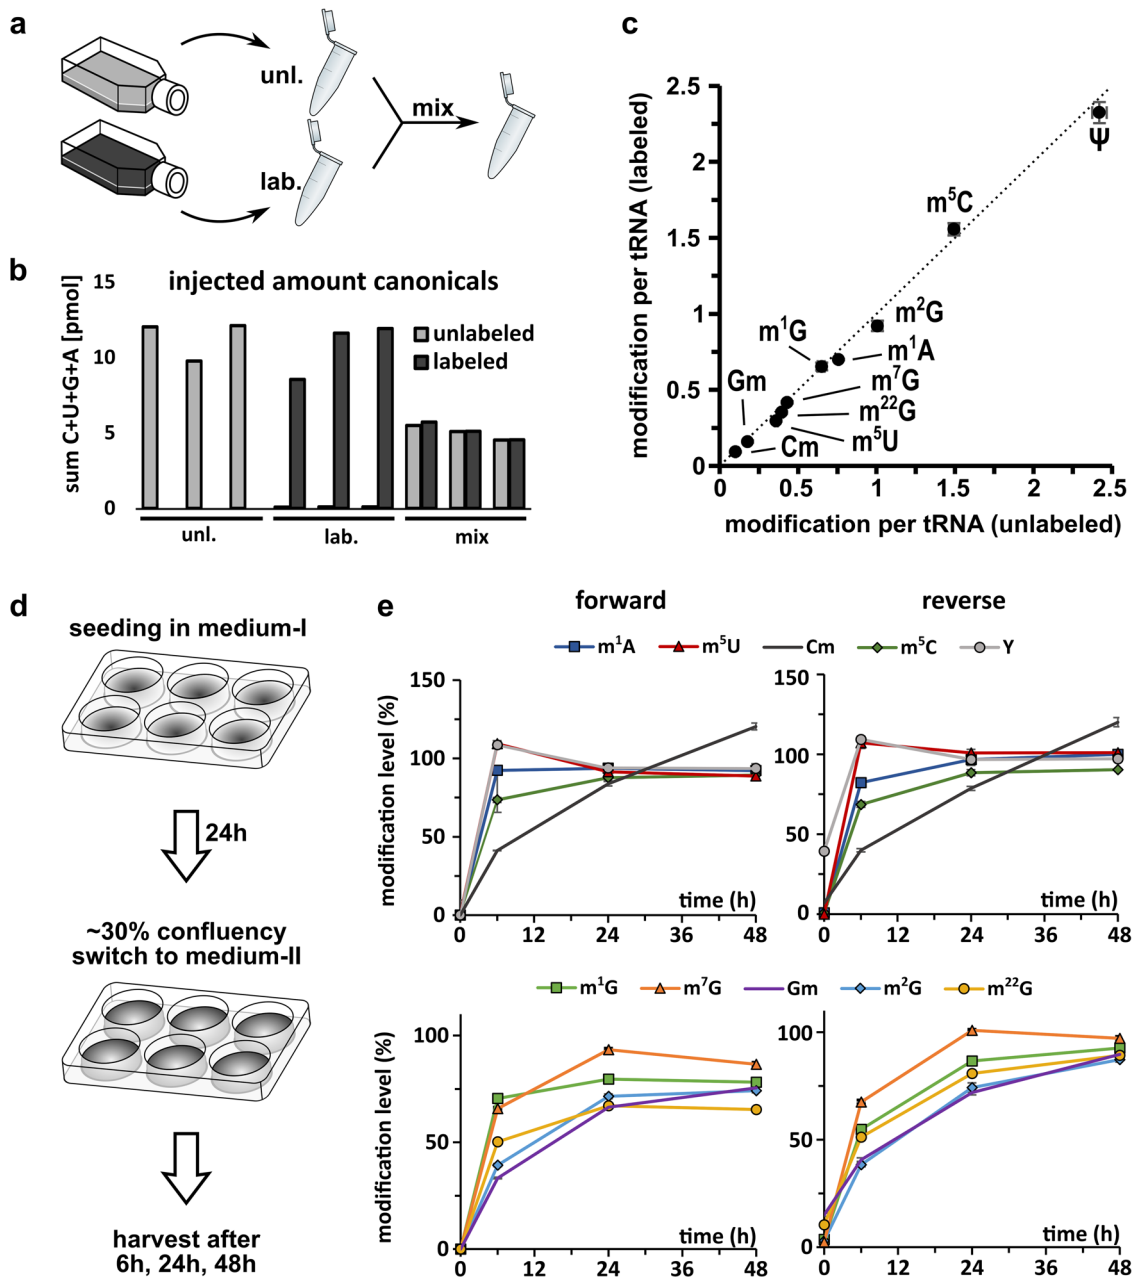 a
unl.
lab.
mix
b
injected amount canonicals
sum C+U+G+A [pmol]
15
10
5
0
unlabeled
labeled
unl.
lab.
mix
c
modification per tRNA (labeled)
2.5
2
1.5
1
0.5
0
0
0.5
1
1.5
2
2.5
modification per tRNA (unlabeled)
Ψ
m⁵C
m²G
m¹G
m¹A
m⁷G
Gm
m²²G
m⁵U
Cm
d
seeding in medium-I
24h
~30% confluency
switch to medium-II
harvest after
6h, 24h, 48h
e
forward
reverse
m¹A
m⁵U
Cm
m⁵C
Y
modification level (%)
150
100
50
0
time (h)
0
12
24
36
48
150
100
50
0
time (h)
0
12
24
36
48
m¹G
m⁷G
Gm
m²G
m²²G
modification level (%)
100
50
0
time (h)
0
12
24
36
48
100
50
0
time (h)
0
12
24
36
48